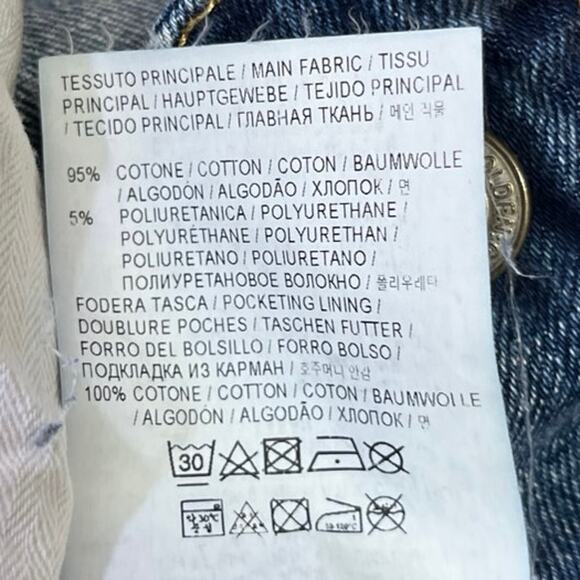 TESSUTO PRINCIPALE / MAIN FABRIC / TISSU
PRINCIPAL / HAUPTGEWEBE / TEJIDO PRINCIPAL
/ TECIDO PRINCIPAL / ГЛАВНАЯ ТКАНЬ / 메인 직물
95% COTONE / COTTON / COTON / BAUMWOLLE
/ ALGODÓN / ALGODÃO / ХЛОПОК / 면
5% POLIURETANICA / POLYURETHANE /
POLYURÉTHANE / POLYURETHAN /
POLIURETANO / POLIURETANO /
ПОЛИУРЕТАНОВОЕ ВОЛОКНО / 폴리우레타
FODERA TASCA / POCKETING LINING /
DOUBLURE POCHES / TASCHEN FUTTER /
FORRO DEL BOLSILLO / FORRO BOLSO /
ПОДКЛАДКА ИЗ КАРМАН / 호주머니 안감
100% COTONE / COTTON / COTON / BAUMWOLLE
/ ALGODÓN / ALGODÃO / ХЛОПОК / 면
30